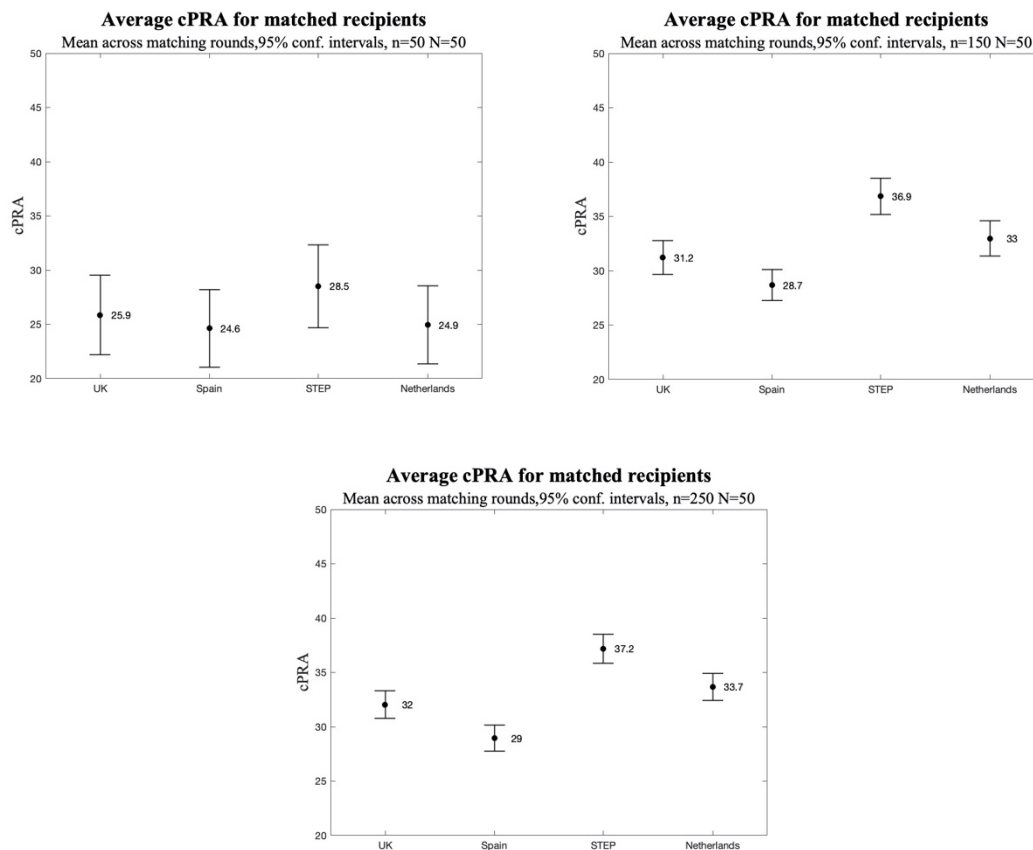 Average cPRA for matched recipients
Mean across matching rounds,95% conf. intervals, n=50 N=50
50
45
40
35
30
25
20
cPRA
25.9
24.6
28.5
24.9
UK
Spain
STEP
Netherlands
Average cPRA for matched recipients
Mean across matching rounds,95% conf. intervals, n=150 N=50
50
45
40
35
30
25
20
cPRA
31.2
28.7
36.9
33
UK
Spain
STEP
Netherlands
Average cPRA for matched recipients
Mean across matching rounds,95% conf. intervals, n=250 N=50
50
45
40
35
30
25
20
cPRA
32
29
37.2
33.7
UK
Spain
STEP
Netherlands